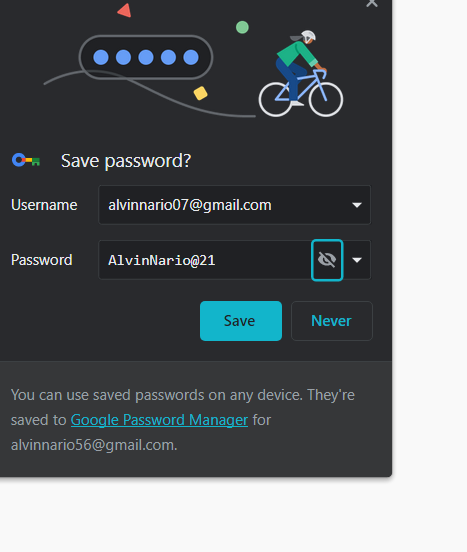 Save password?
Username alvinnario07@gmail.com
Password AlvinNario@21
Save Never
You can use saved passwords on any device. They're
saved to Google Password Manager for
alvinnario56@gmail.com.